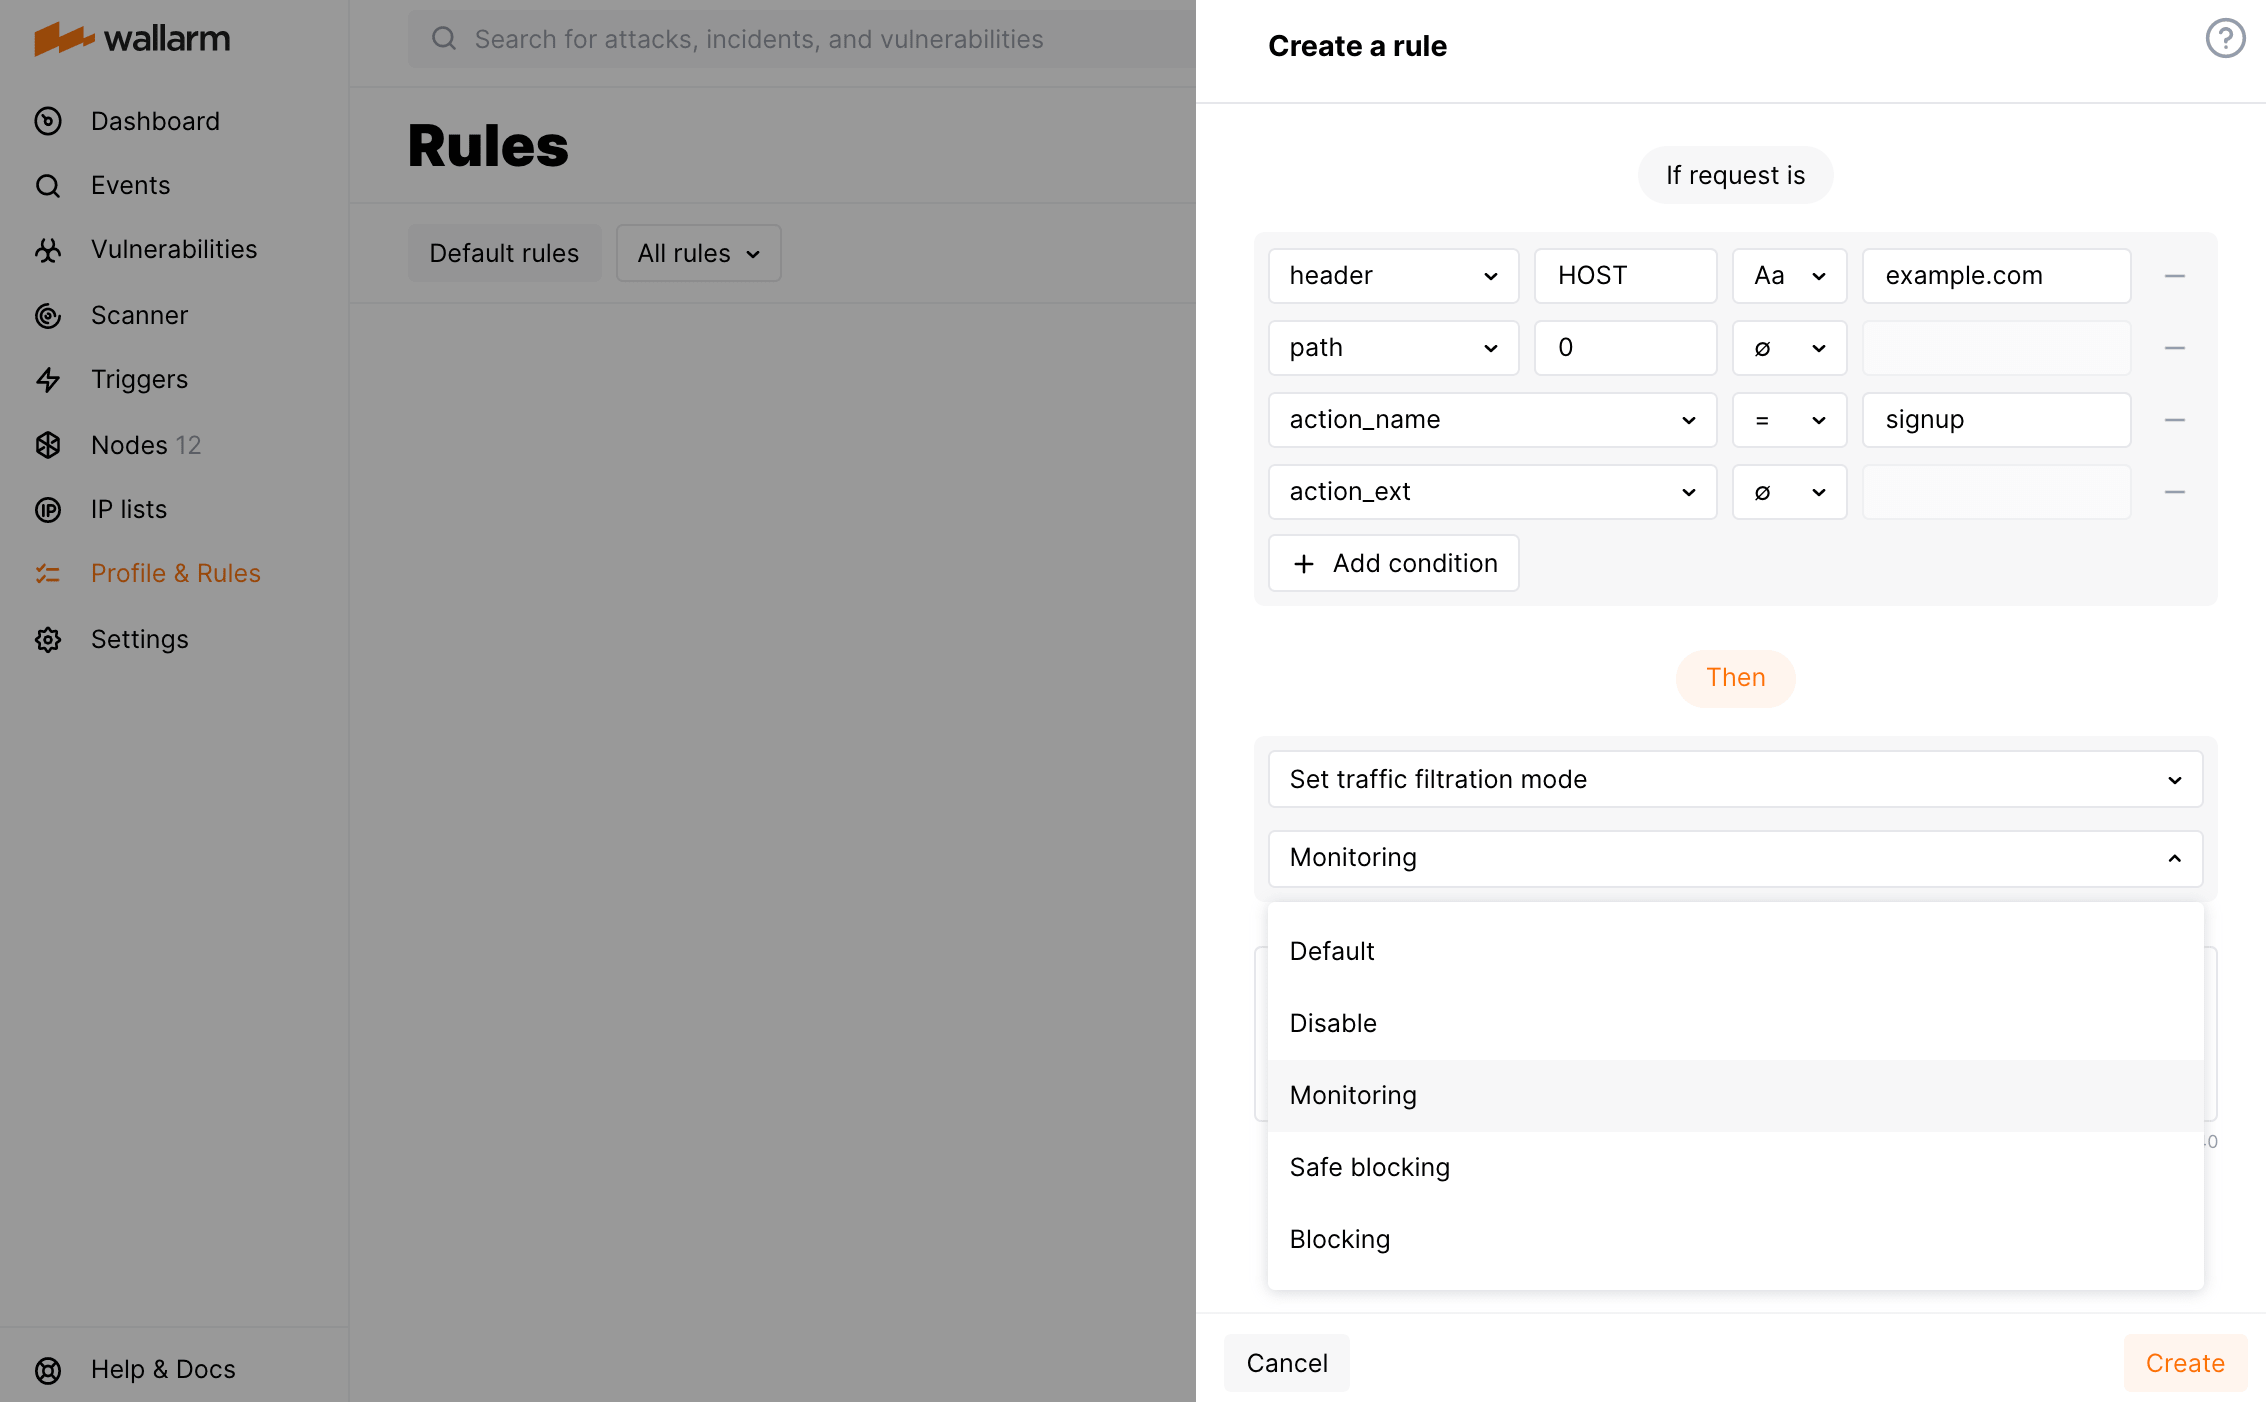 wallarm
Dashboard
Events
Vulnerabilities
Scanner
Triggers
Nodes 12
IP lists
Profile & Rules
Settings
Help & Docs
Search for attacks, incidents, and vulnerabilities
Rules
Default rules All rules
Create a rule
If request is
header HOST Aa example.com
path 0 ⌀
action_name = signup
action_ext ⌀
+ Add condition
Then
Set traffic filtration mode
Monitoring
Default
Disable
Monitoring
Safe blocking
Blocking
Cancel Create